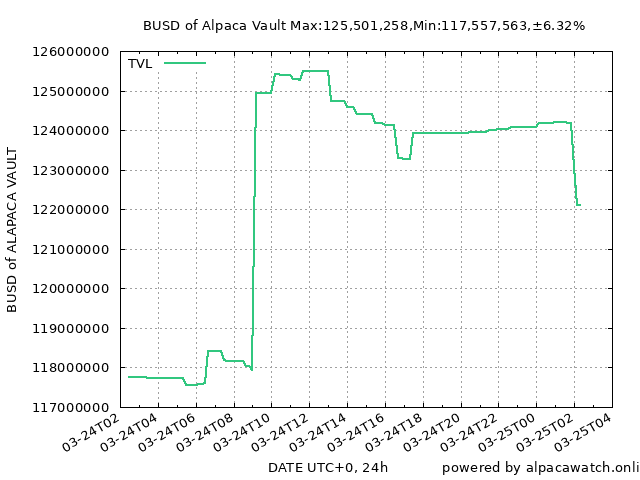 BUSD of Alpaca Vault Max:125,501,258,Min:117,557,563,±6.32%
TVL
126000000
125000000
124000000
123000000
122000000
121000000
120000000
119000000
118000000
117000000
BUSD of ALAPACA VAULT
03-24T02
03-24T04
03-24T06
03-24T08
03-24T10
03-24T12
03-24T14
03-24T16
03-24T18
03-24T20
03-24T22
03-25T00
03-25T02
03-25T04
DATE UTC+0, 24h
powered by alpacawatch.onli